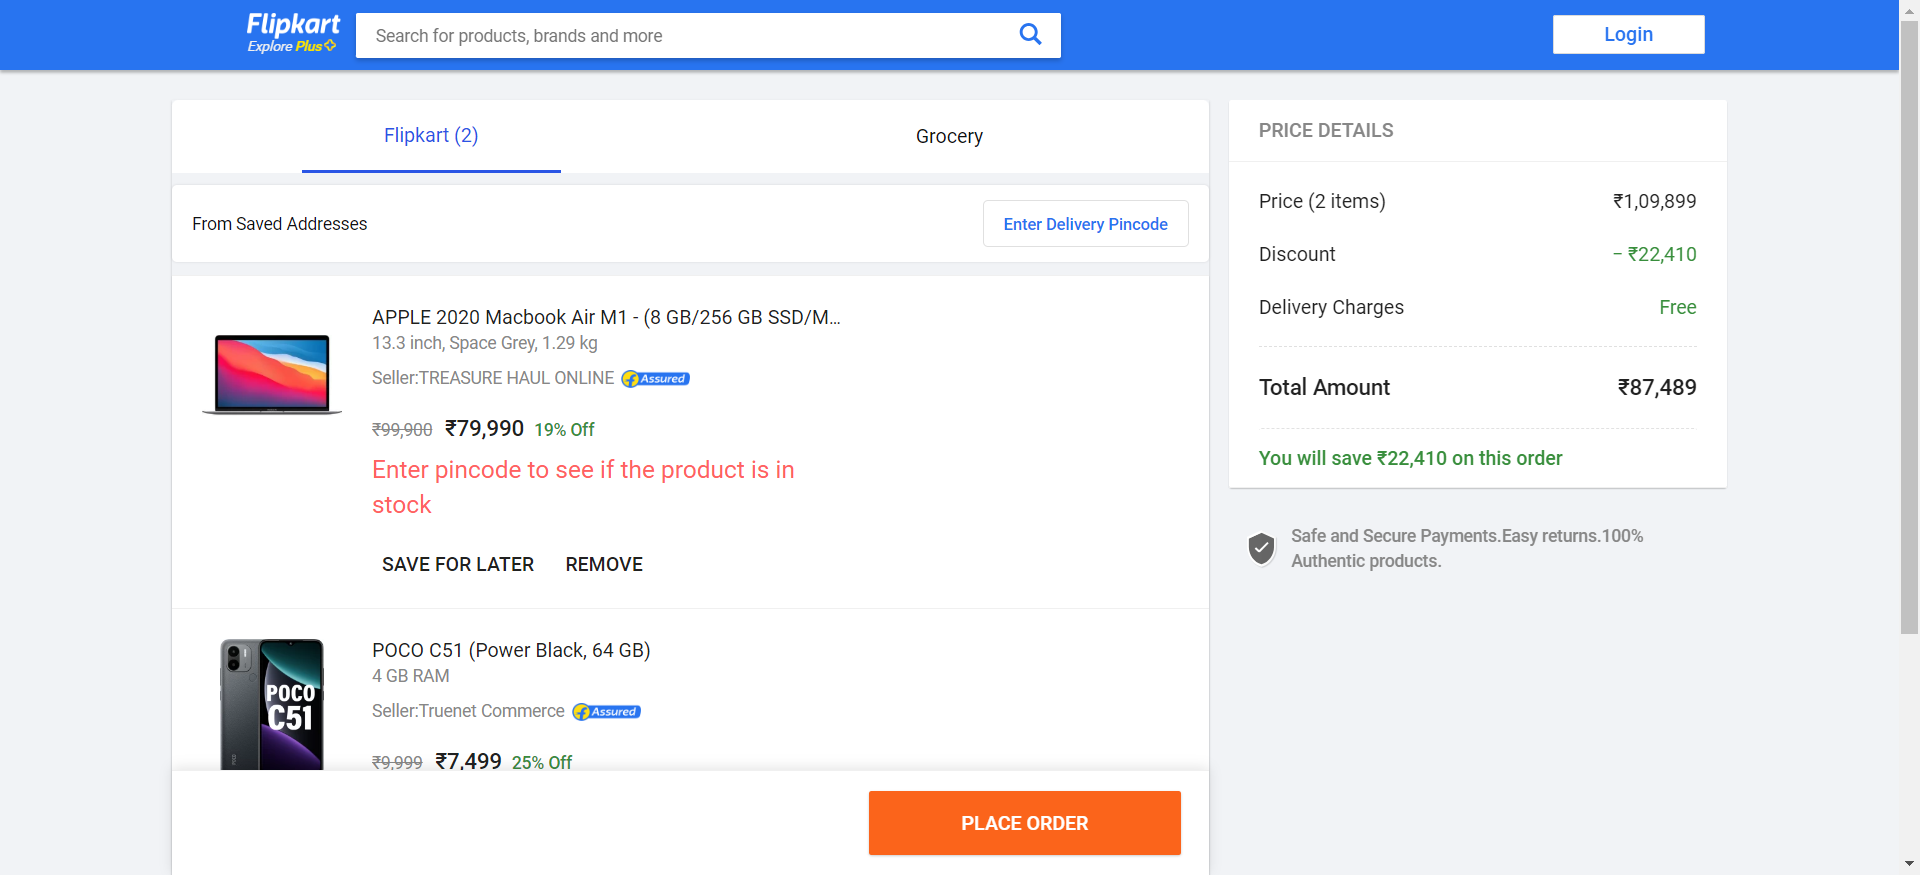 Flipkart
Explore Plus
Search for products, brands and more
Login
Flipkart (2)
Grocery
From Saved Addresses
Enter Delivery Pincode
APPLE 2020 Macbook Air M1 - (8 GB/256 GB SSD/M...
13.3 inch, Space Grey, 1.29 kg
Seller:TREASURE HAUL ONLINE
Assured
₹99,900 ₹79,990 19% Off
Enter pincode to see if the product is in
stock
SAVE FOR LATER REMOVE
POCO C51 (Power Black, 64 GB)
4 GB RAM
Seller:Truenet Commerce
Assured
POCO
C51
₹9,999 ₹7,499 25% Off
PLACE ORDER
PRICE DETAILS
Price (2 items) ₹1,09,899
Discount − ₹22,410
Delivery Charges Free
Total Amount ₹87,489
You will save ₹22,410 on this order
Safe and Secure Payments.Easy returns.100%
Authentic products.